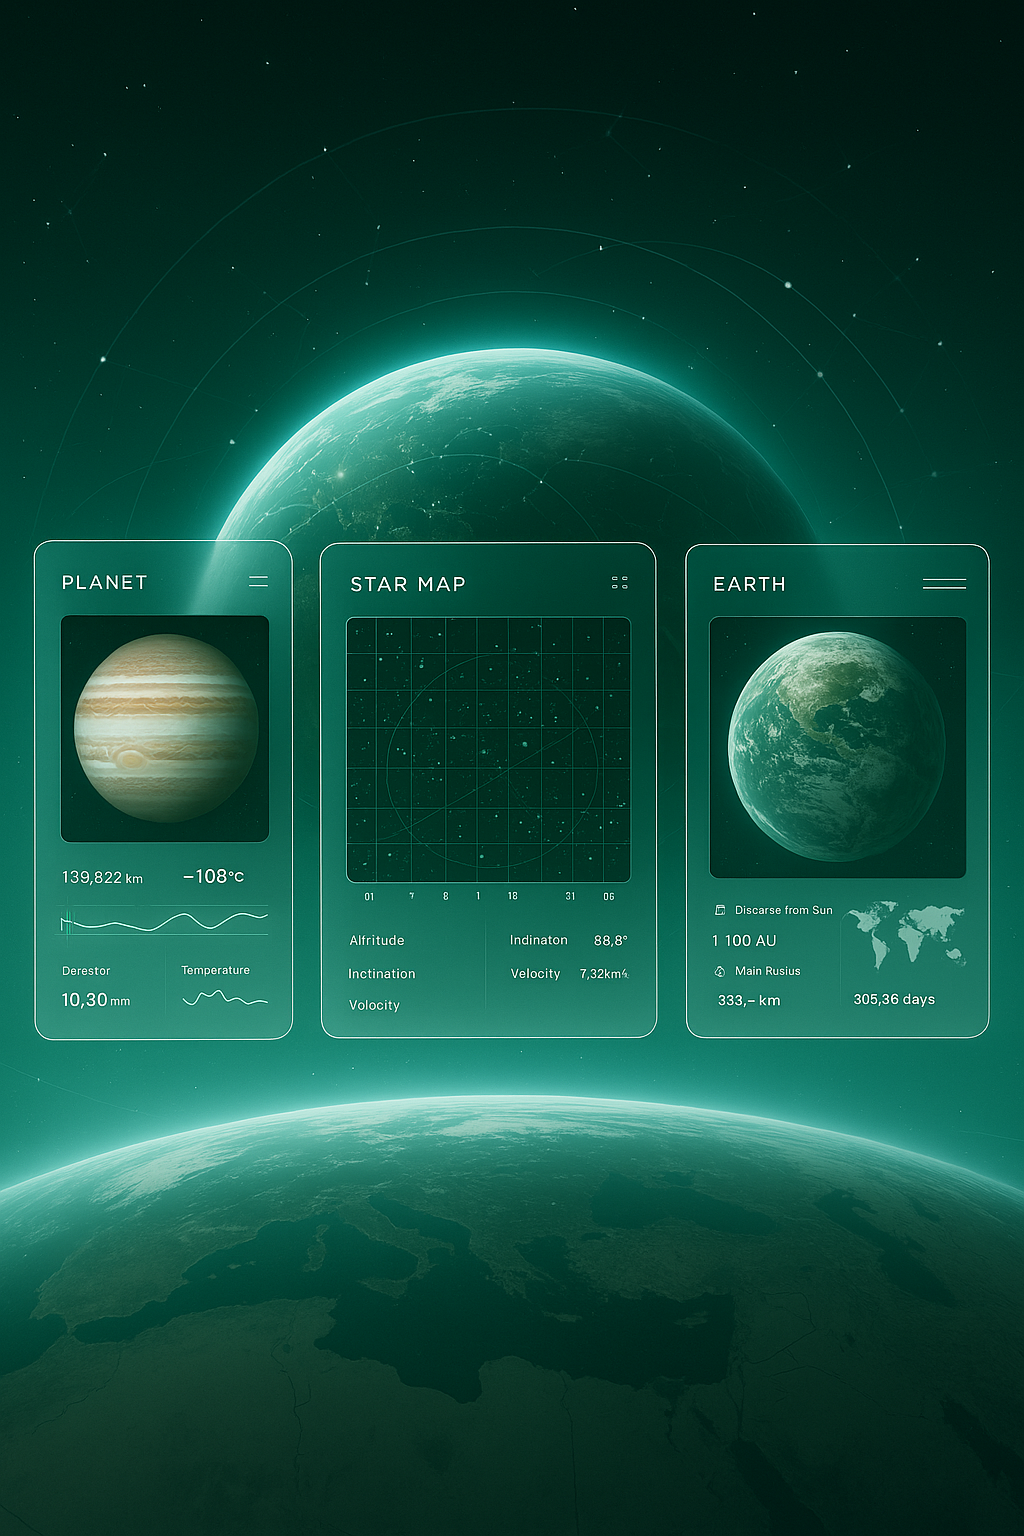 PLANET
139,822 km
−108°C
Derestor
Temperature
10,30 mm
STAR MAP
01 7 8 1 18 31 06
Alfritude
Inctination
Volocity
Indinaton 88,8°
Velocity
EARTH
Discarse from Sun
1 100 AU
Main Rusius
333,– km
305,36 days